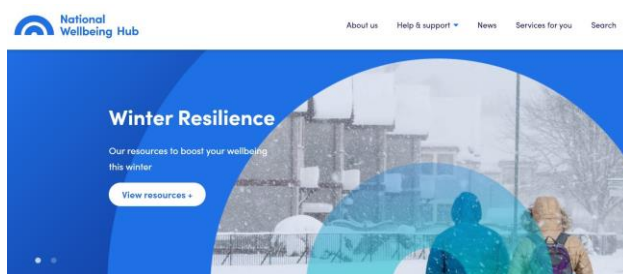 National
Wellbeing Hub
About us Help & support News Services for you Search
Winter Resilience
Our resources to boost your wellbeing
this winter
View resources +